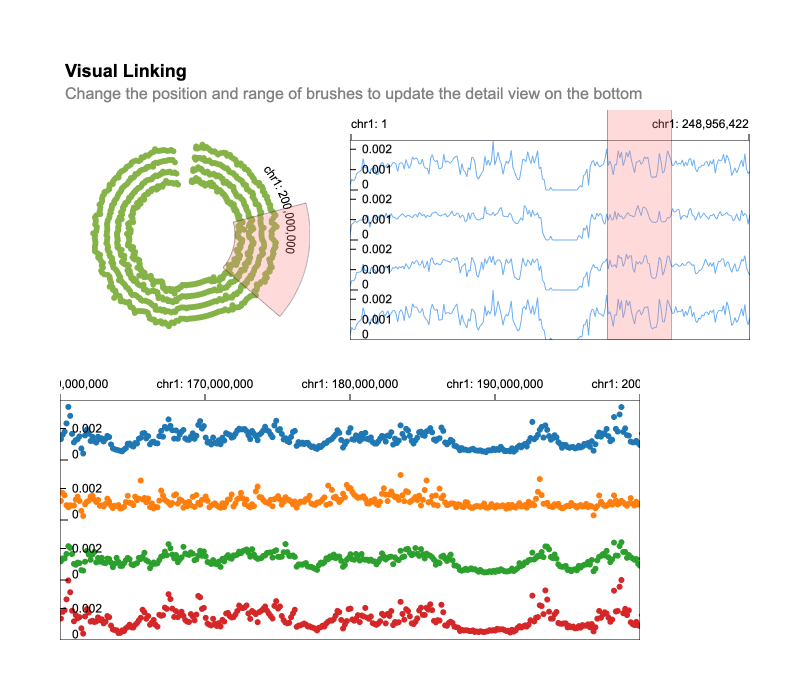 Visual Linking
Change the position and range of brushes to update the detail view on the bottom
chr1: 200,000,000
chr1: 1
chr1: 248,956,422
0.002
0.001
0
0.002
0.001
0
0.002
0.001
0
0.002
0.001
0
0,000,000
chr1: 170,000,000
chr1: 180,000,000
chr1: 190,000,000
chr1: 200
0.002
0
0.002
0
0.002
0
0.002
0